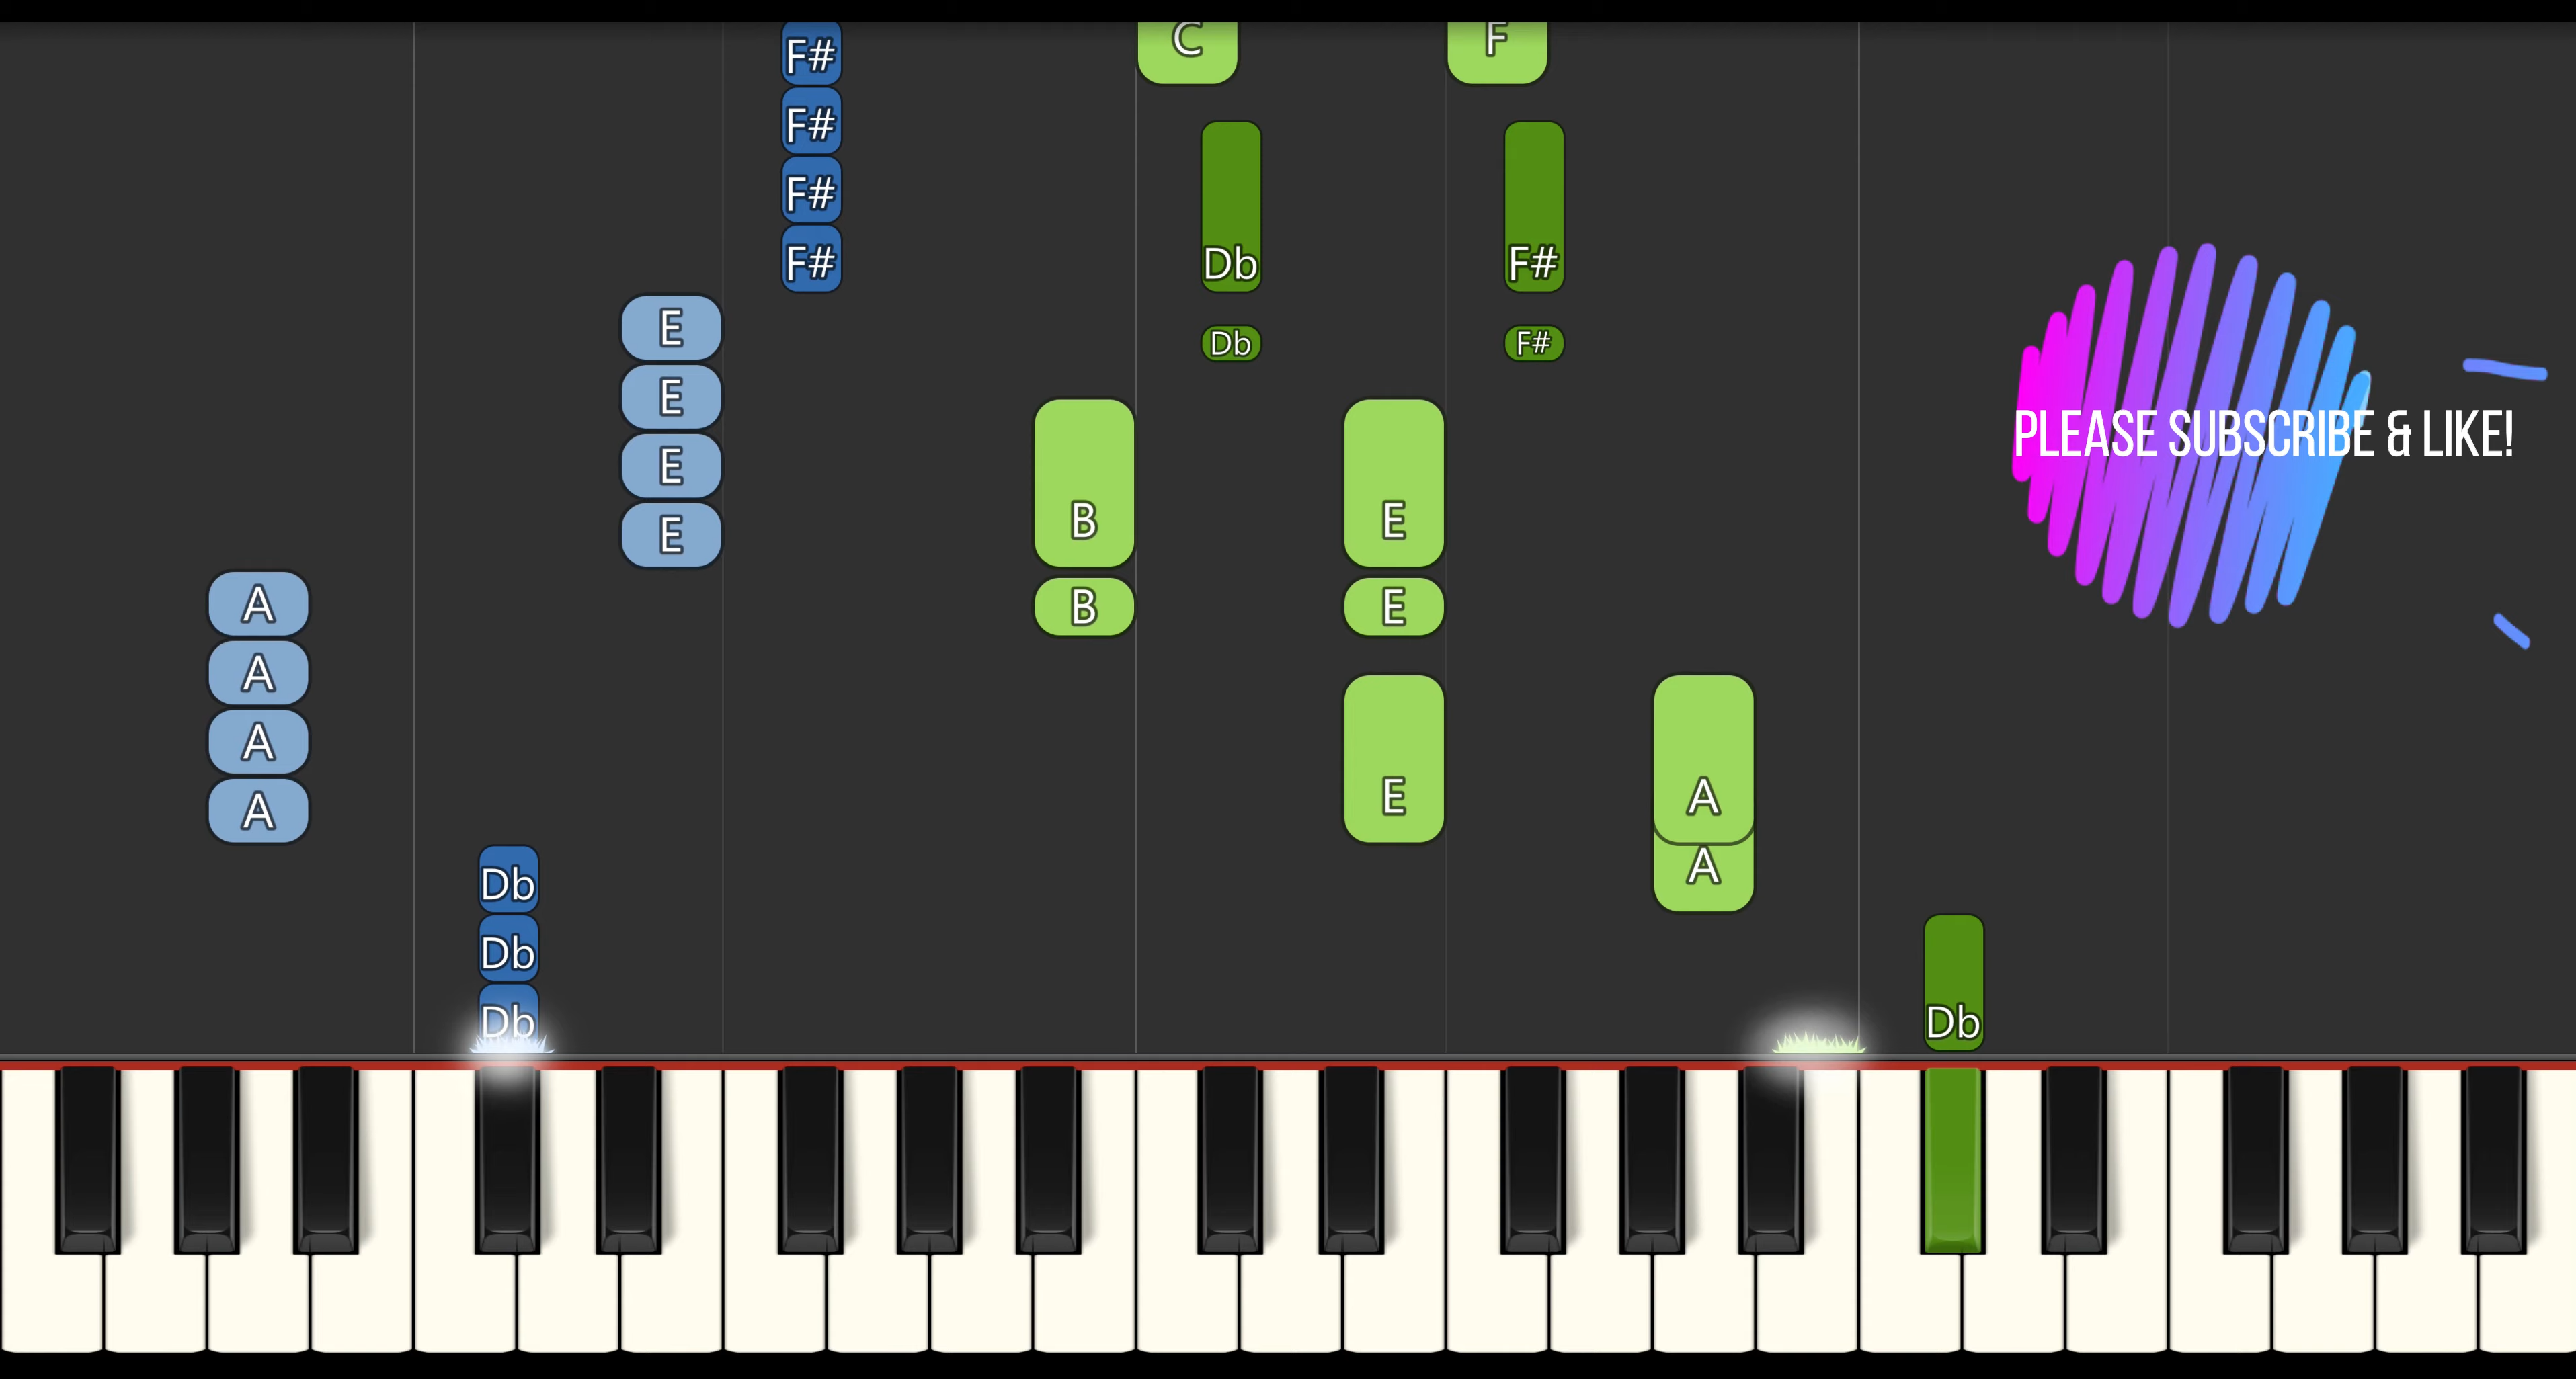 F# C F
F#
F# Db F#
F#
E Db F#
E PLEASE SUBSCRIBE & LIKE!
E
E B E
A B E
A
A E A
A
Db A
Db
Db Db